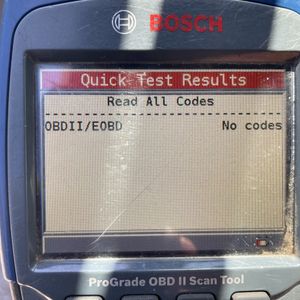 BOSCH
Quick Test Results
Read All Codes
OBDII/EOBD No codes
ProGrade OBD II Scan Tool